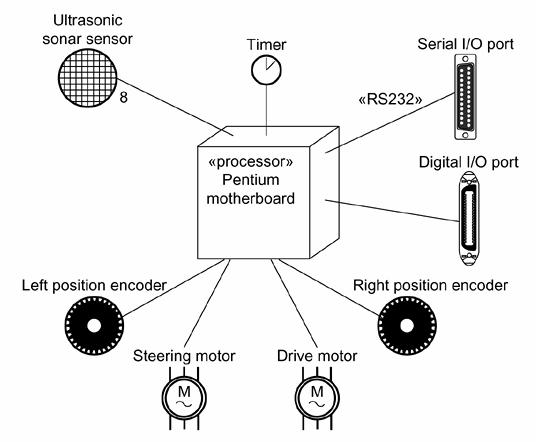 Ultrasonic
sonar sensor
Timer
Serial I/O port
8
«RS232»
«processor»
Pentium
motherboard
Digital I/O port
Left position encoder
Right position encoder
Steering motor
Drive motor
M
M